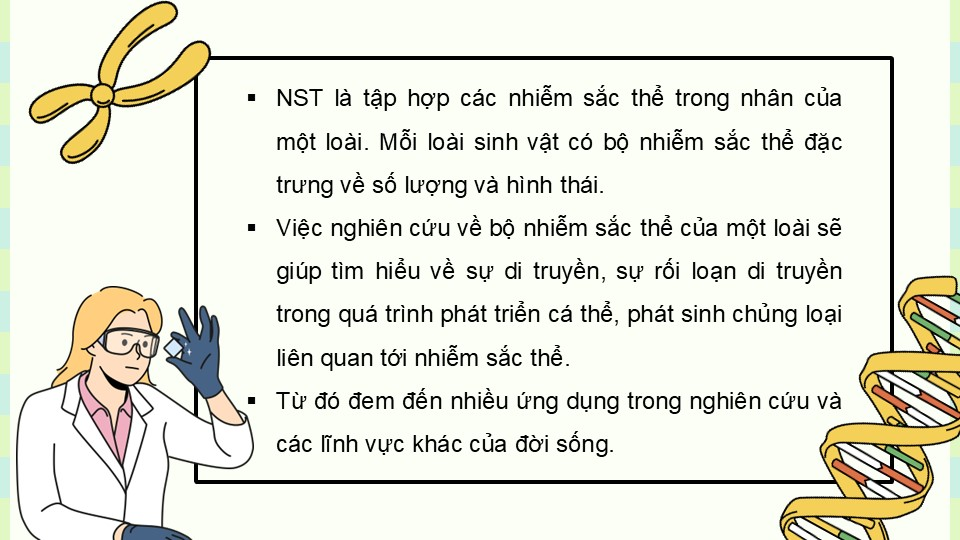 ▪ NST là tập hợp các nhiễm sắc thể trong nhân của
một loài. Mỗi loài sinh vật có bộ nhiễm sắc thể đặc
trưng về số lượng và hình thái.
▪ Việc nghiên cứu về bộ nhiễm sắc thể của một loài sẽ
giúp tìm hiểu về sự di truyền, sự rối loạn di truyền
trong quá trình phát triển cá thể, phát sinh chủng loại
liên quan tới nhiễm sắc thể.
▪ Từ đó đem đến nhiều ứng dụng trong nghiên cứu và
các lĩnh vực khác của đời sống.